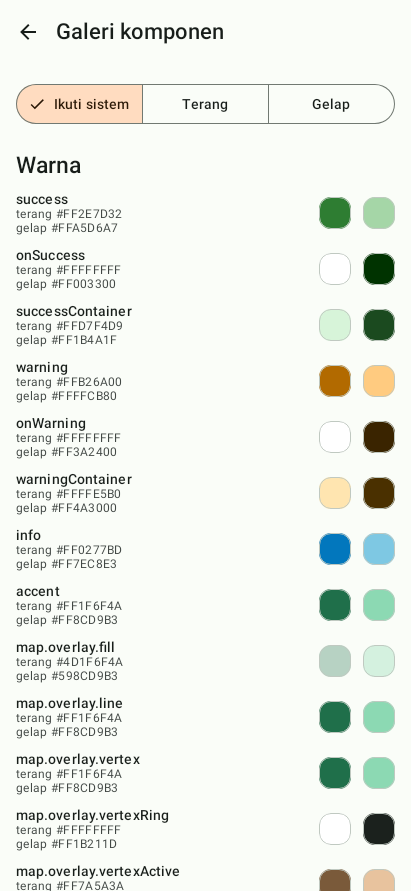 Galeri komponen
Ikuti sistem
Terang
Gelap
Warna
success
terang #FF2E7D32
gelap #FFA5D6A7
onSuccess
terang #FFFFFFFF
gelap #FF003300
successContainer
terang #FFD7F4D9
gelap #FF1B4A1F
warning
terang #FFB26A00
gelap #FFFFCB80
onWarning
terang #FFFFFFFF
gelap #FF3A2400
warningContainer
terang #FFFFE5B0
gelap #FF4A3000
info
terang #FF0277BD
gelap #FF7EC8E3
accent
terang #FF1F6F4A
gelap #FF8CD9B3
map.overlay.fill
terang #4D1F6F4A
gelap #598CD9B3
map.overlay.line
terang #FF1F6F4A
gelap #FF8CD9B3
map.overlay.vertex
terang #FF1F6F4A
gelap #FF8CD9B3
map.overlay.vertexRing
terang #FFFFFFFF
gelap #FF1B211D
map.overlay.vertexActive
terang #FF7A5A3A